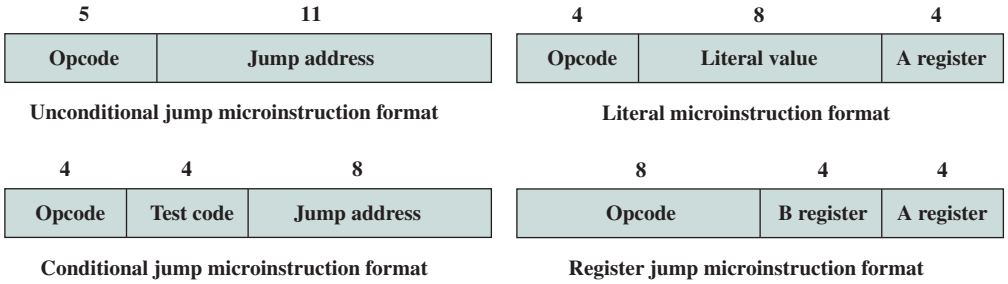 5 11
Opcode Jump address
Unconditional jump microinstruction format
4 8 4
Opcode Literal value A register
Literal microinstruction format
4 4 8
Opcode Test code Jump address
Conditional jump microinstruction format
8 4 4
Opcode B register A register
Register jump microinstruction format